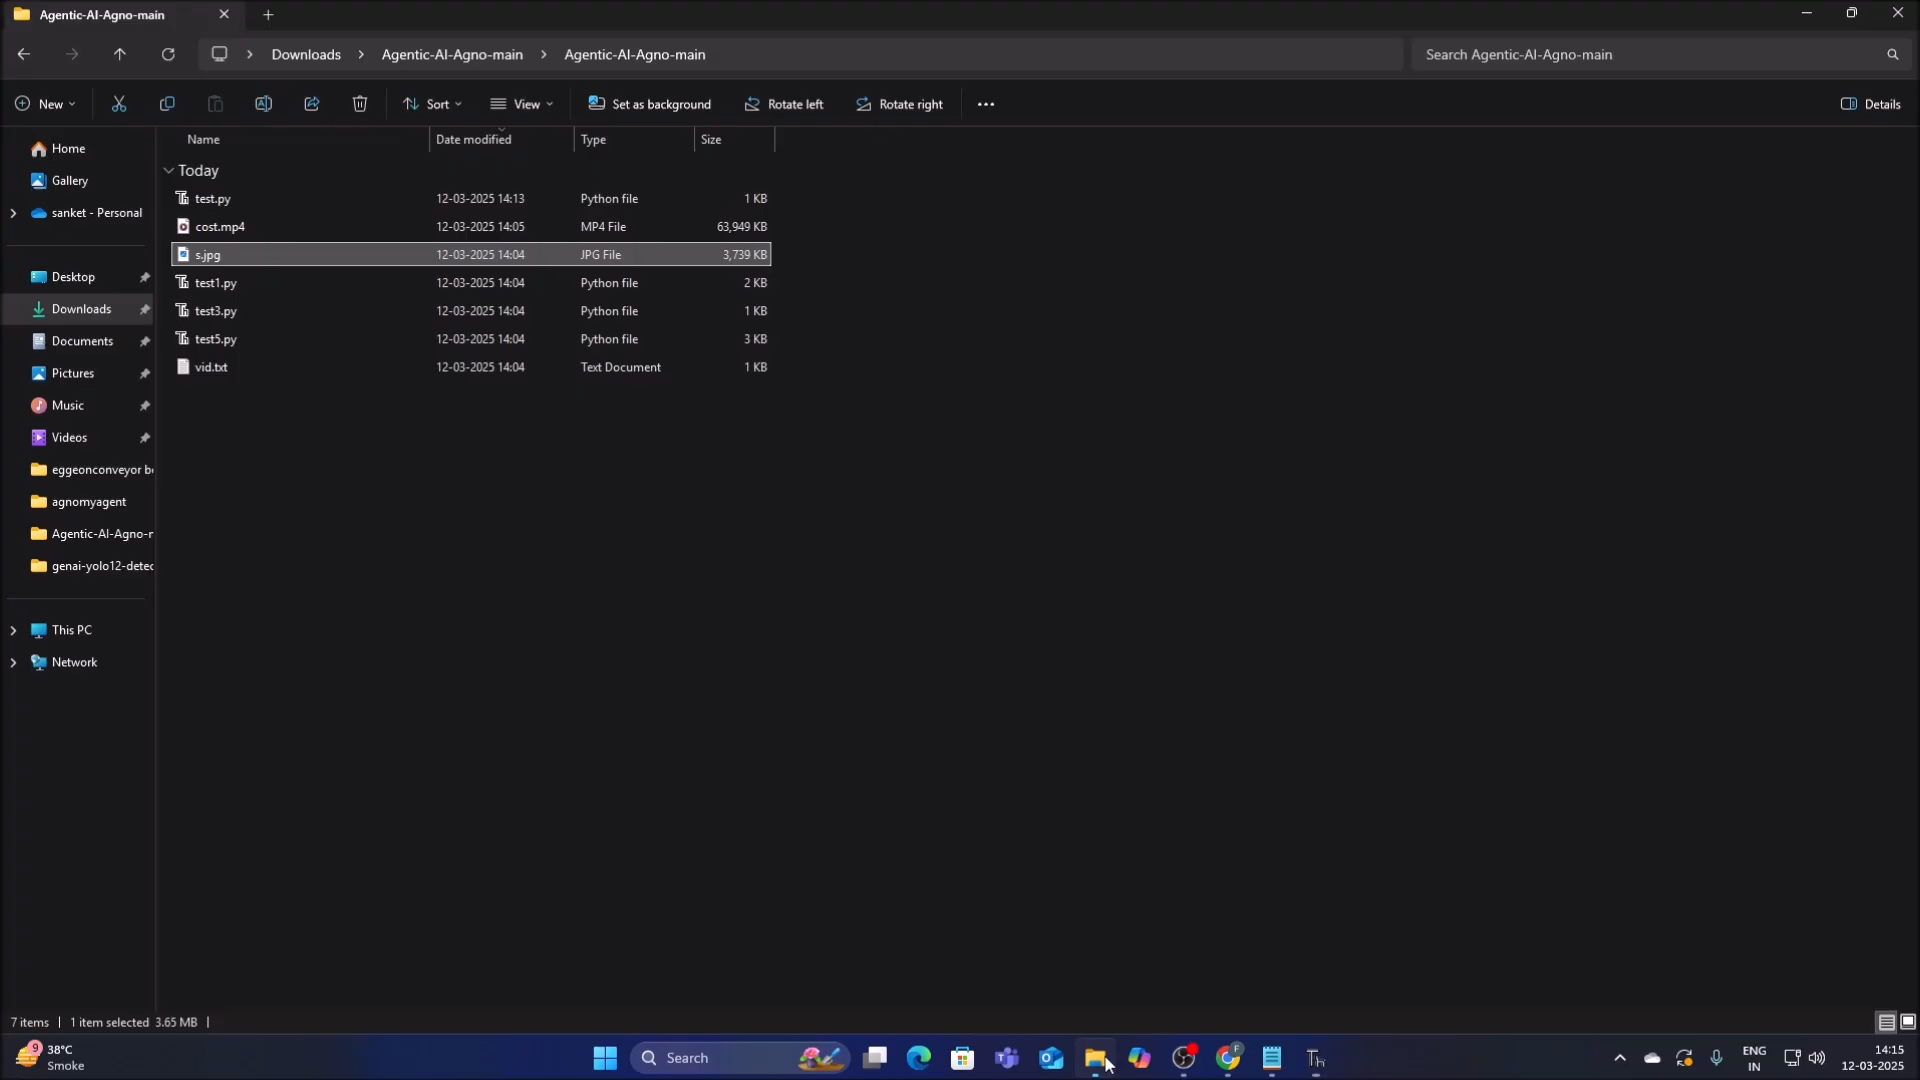 Agentic-AI-Agno-main
Downloads > Agentic-AI-Agno-main > Agentic-AI-Agno-main
Search Agentic-AI-Agno-main
New Sort View Set as background Rotate left Rotate right Details
Name Date modified Type Size
Today
test.py 12-03-2025 14:13 Python file 1 KB
cost.mp4 12-03-2025 14:05 MP4 File 63,949 KB
s.jpg 12-03-2025 14:04 JPG File 3,739 KB
test1.py 12-03-2025 14:04 Python file 2 KB
test3.py 12-03-2025 14:04 Python file 1 KB
test5.py 12-03-2025 14:04 Python file 3 KB
vid.txt 12-03-2025 14:04 Text Document 1 KB
Home
Gallery
sanket - Personal
Desktop
Downloads
Documents
Pictures
Music
Videos
eggeonconveyor b
agnomyagent
Agentic-AI-Agno-
genai-yolo12-dete
This PC
Network
7 items 1 item selected 3.65 MB
9
38°C
Smoke
Search
F
ENG
IN
14:15
12-03-2025